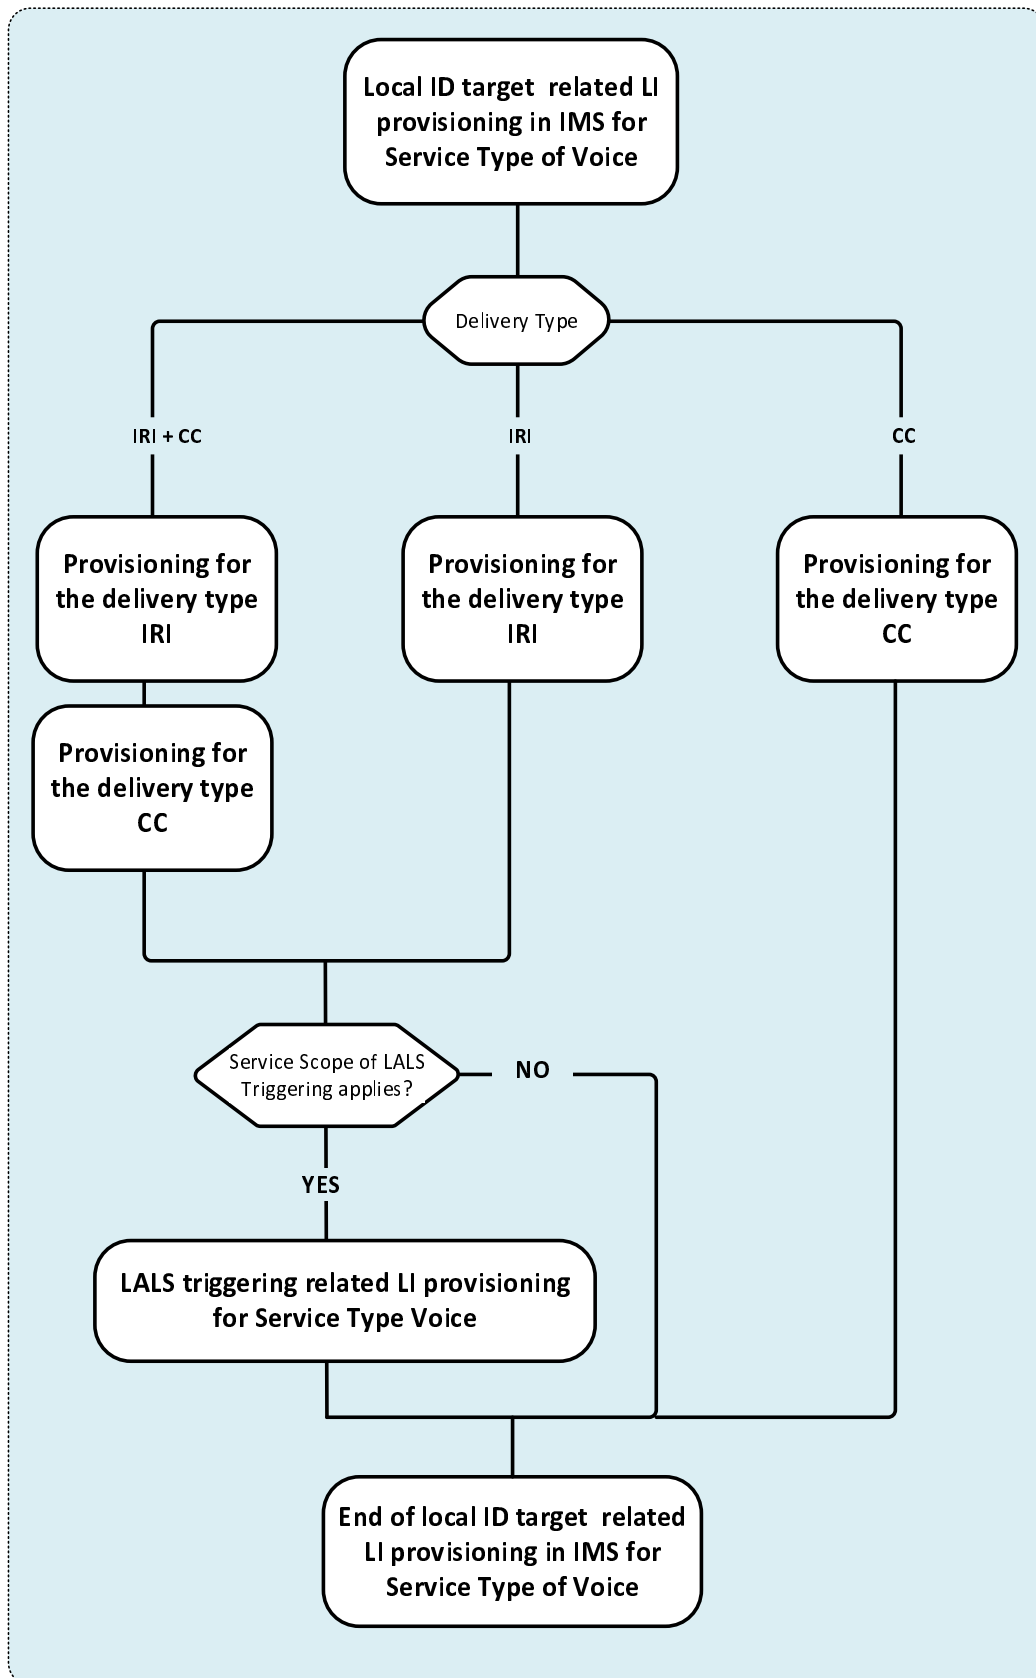 Local ID target related LI
provisioning in IMS for
Service Type of Voice
Delivery Type
IRI + CC
IRI
CC
Provisioning for
the delivery type
IRI
Provisioning for
the delivery type
IRI
Provisioning for
the delivery type
CC
Provisioning for
the delivery type
CC
Service Scope of LALS
Triggering applies?
NO
YES
LALS triggering related LI provisioning
for Service Type Voice
End of local ID target related
LI provisioning in IMS for
Service Type of Voice